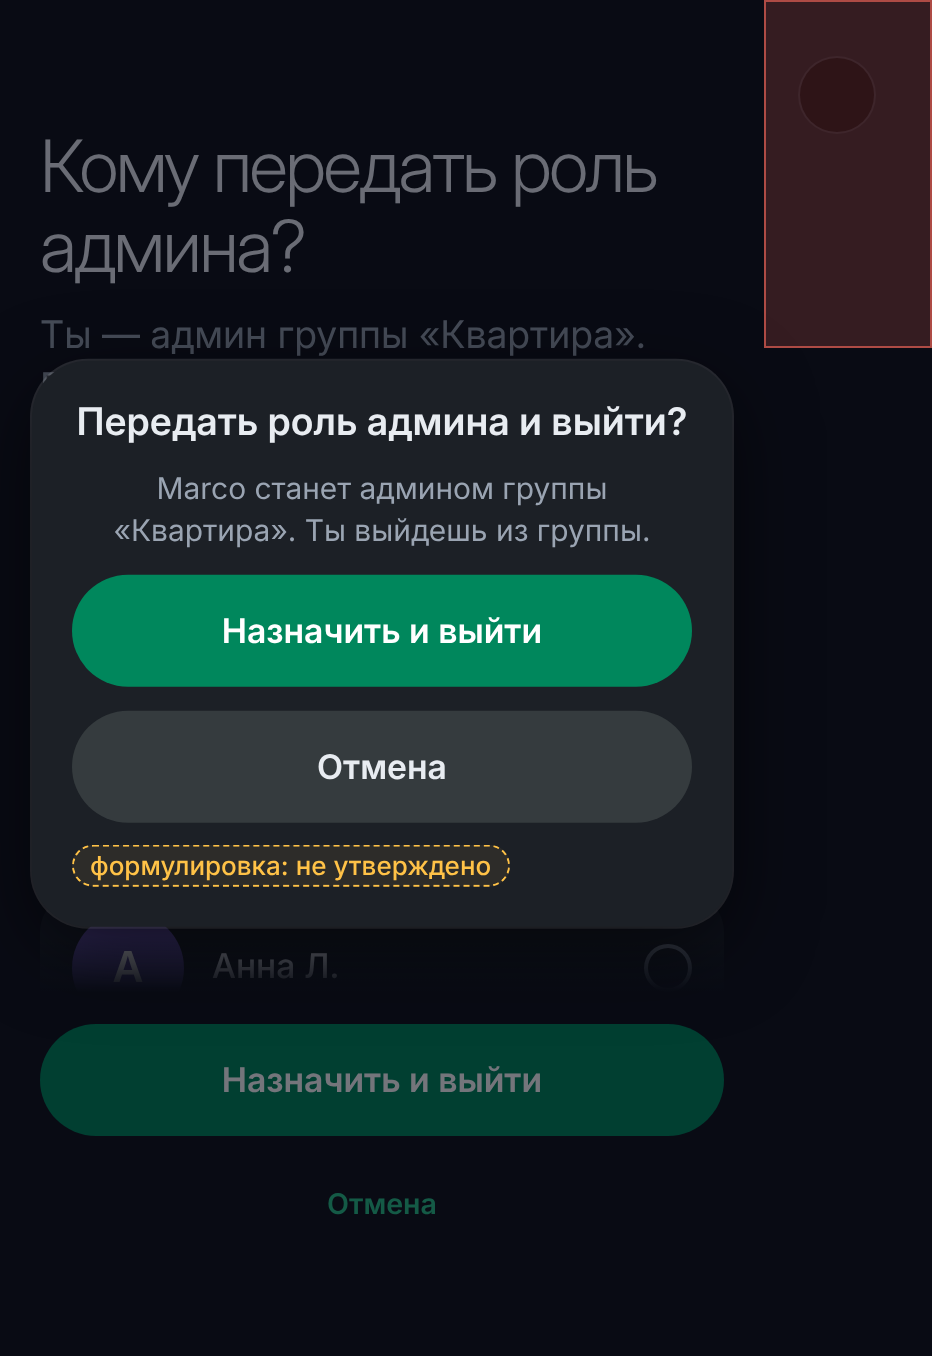 Кому передать роль
админа?
Ты — админ группы «Квартира».
Передать роль админа и выйти?
Marco станет админом группы
«Квартира». Ты выйдешь из группы.
Назначить и выйти
Отмена
формулировка: не утверждено
А
Анна Л.
Назначить и выйти
Отмена